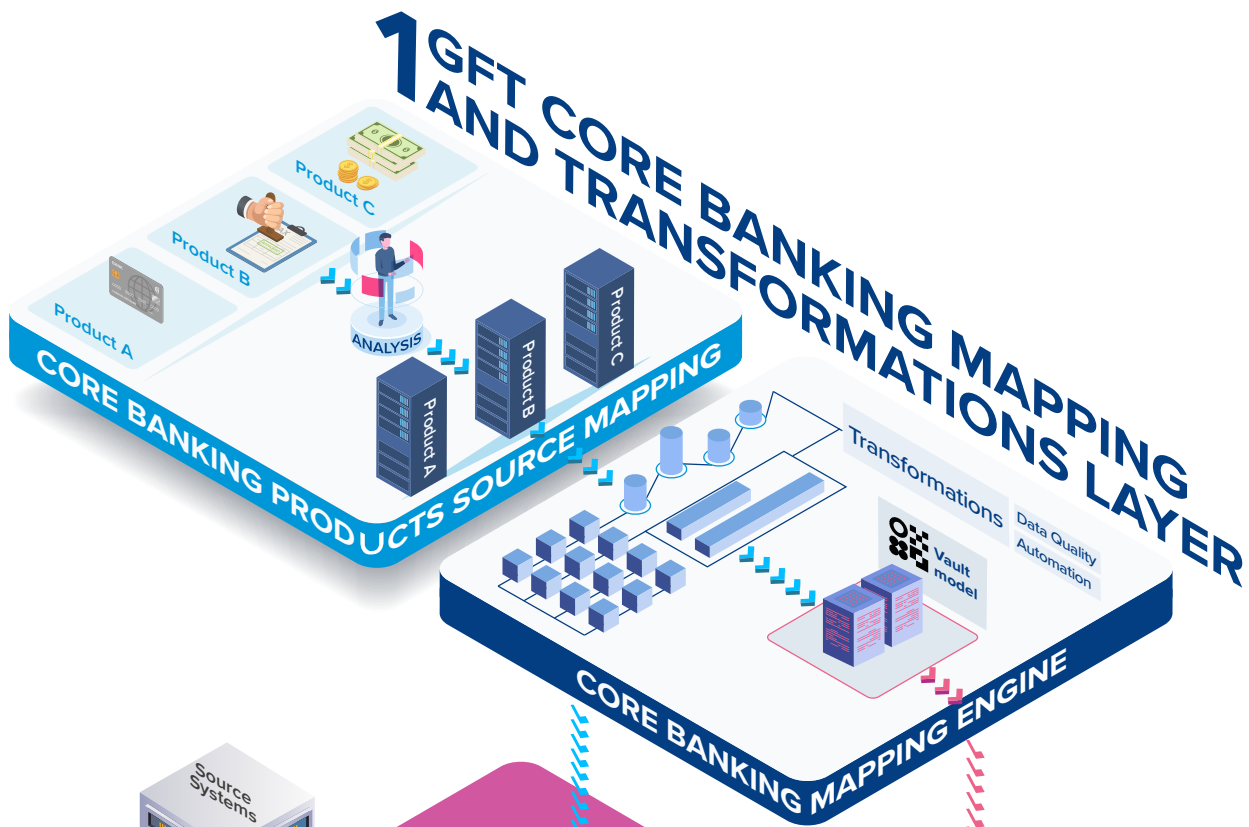 1
GFT CORE BANKING MAPPING
AND TRANSFORMATIONS LAYER
Product C
Product B
Product A
ANALYSIS
Product C
Product B
Product A
CORE BANKING PRODUCTS SOURCE MAPPING
Transformations
Data Quality
Automation
Vault
model
CORE BANKING MAPPING ENGINE
Source
Systems